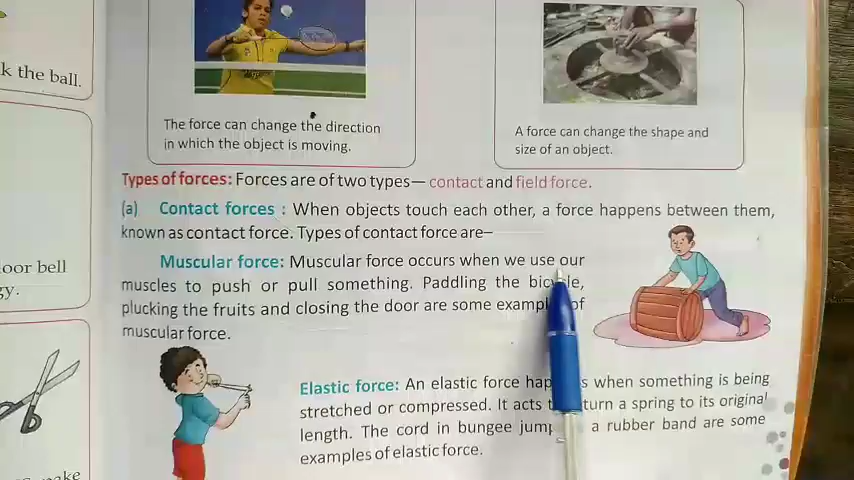 k the ball.
The force can change the direction
in which the object is moving.
A force can change the shape and
size of an object.
Types of forces: Forces are of two types— contact and field force.
(a) Contact forces : When objects touch each other, a force happens between them,
known as contact force. Types of contact force are–
Muscular force: Muscular force occurs when we use our
muscles to push or pull something. Paddling the
plucking the fruits and closing the door are some of
muscular force.
oor bell
gy.
Elastic force: An elastic force when something is being
stretched or compressed. It acts a spring to its original
length. The cord in bungee a rubber band are some
examples of elastic force.